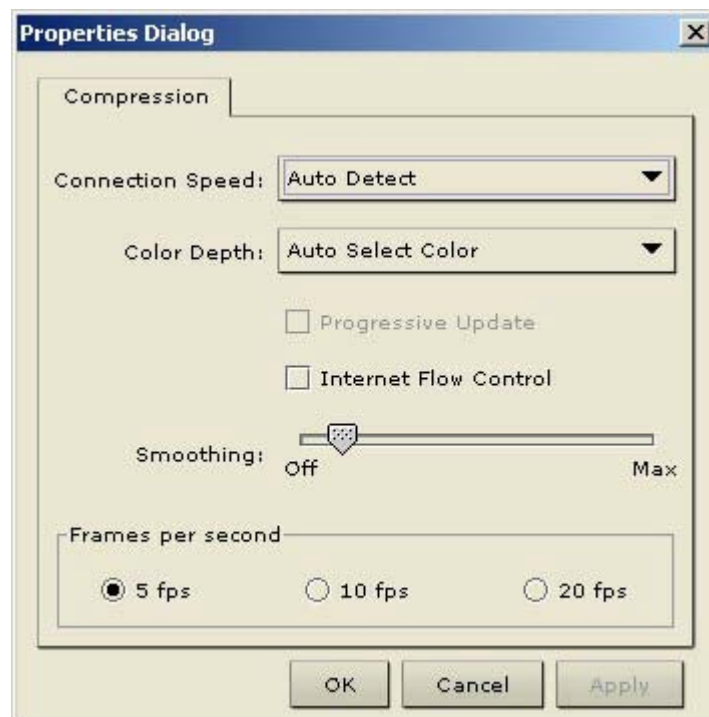 Properties Dialog
Compression
Connection Speed: Auto Detect
Color Depth: Auto Select Color
Progressive Update
Internet Flow Control
Smoothing:
Off Max
Frames per second
5 fps 10 fps 20 fps
OK Cancel Apply